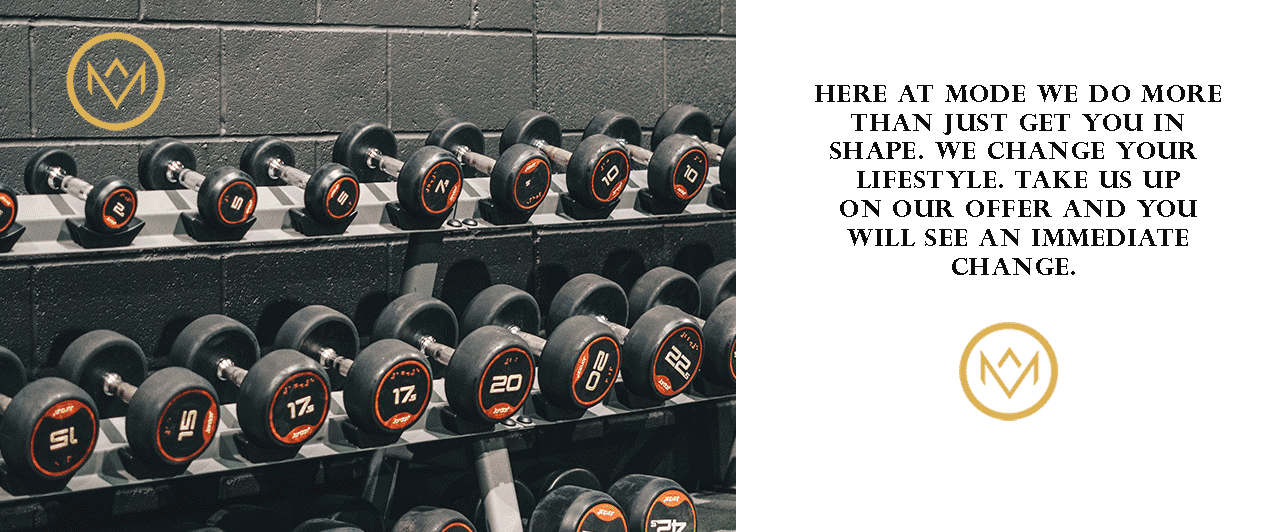 HERE AT MODE WE DO MORE
THAN JUST GET YOU IN
SHAPE. WE CHANGE YOUR
LIFESTYLE. TAKE US UP
ON OUR OFFER AND YOU
WILL SEE AN IMMEDIATE
CHANGE.
5
5
10
10
15
15
17.5
17.5
20
20
22.5